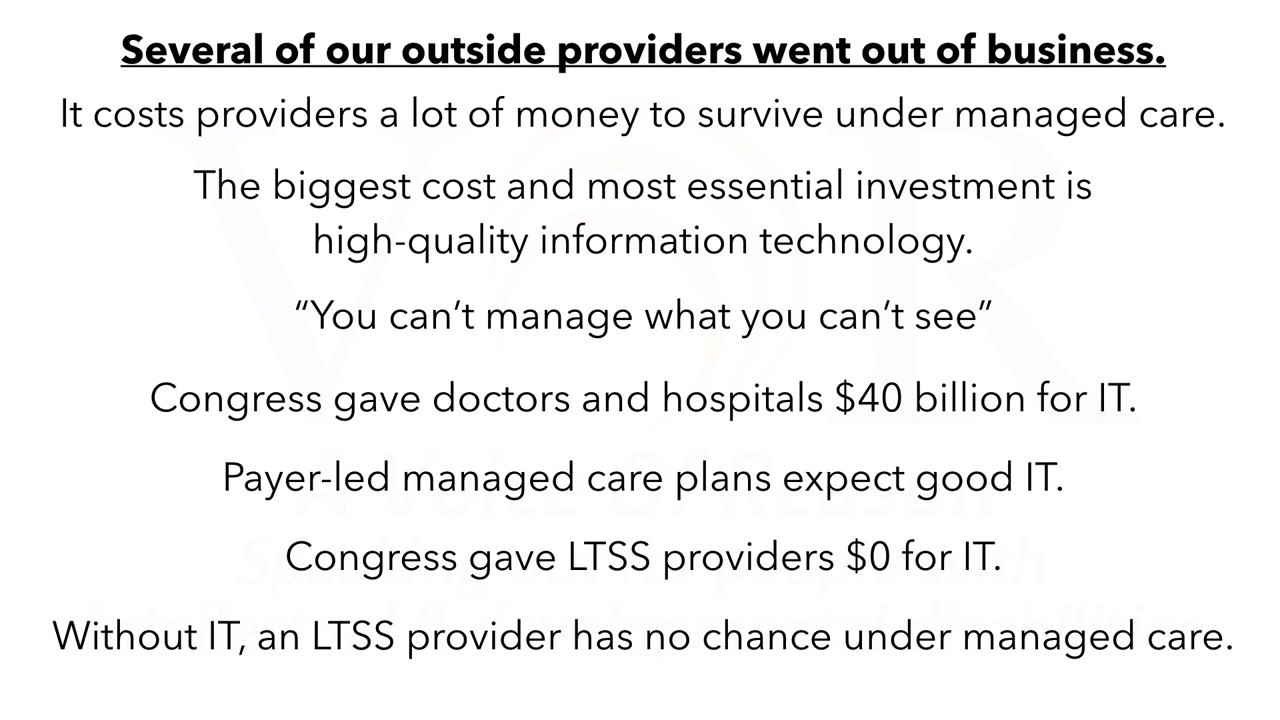 Several of our outside providers went out of business.
It costs providers a lot of money to survive under managed care.
The biggest cost and most essential investment is
high-quality information technology.
“You can’t manage what you can’t see”
Congress gave doctors and hospitals $40 billion for IT.
Payer-led managed care plans expect good IT.
Congress gave LTSS providers $0 for IT.
Without IT, an LTSS provider has no chance under managed care.